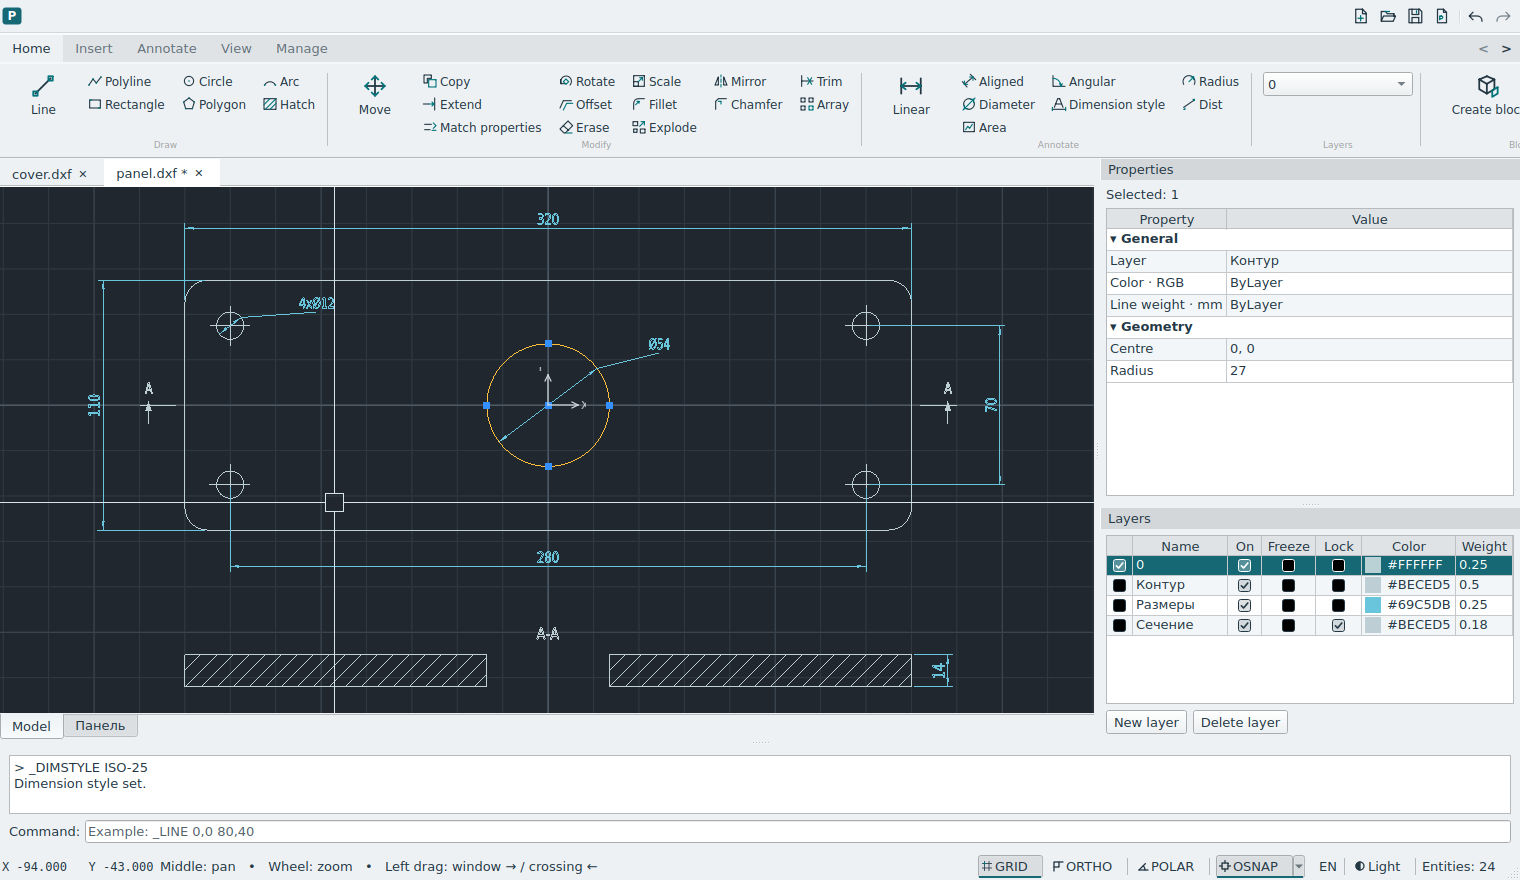 P
Home Insert Annotate View Manage < >
Line Polyline Circle Arc Move Copy Rotate Scale Mirror Trim Linear Aligned Angular Radius 0 Create bloc
Rectangle Polygon Hatch Extend Offset Fillet Chamfer Array Diameter Dimension style Dist
Match properties Erase Explode Area
Draw Modify Annotate Layers Blo
cover.dxf × panel.dxf * ×
320
4xØ12
Ø54
A A
110 70
X
280
A-A
14
Model Панель
Properties
Selected: 1
Property Value
▾ General
Layer Контур
Color · RGB ByLayer
Line weight · mm ByLayer
▾ Geometry
Centre 0, 0
Radius 27
Layers
Name On Freeze Lock Color Weight
0 #FFFFFF 0.25
Контур #BECED5 0.5
Размеры #69C5DB 0.25
Сечение #BECED5 0.18
New layer Delete layer
> _DIMSTYLE ISO-25
Dimension style set.
Command: Example: _LINE 0,0 80,40
X -94.000 Y -43.000 Middle: pan • Wheel: zoom • Left drag: window → / crossing ← GRID ORTHO POLAR OSNAP EN Light Entities: 24